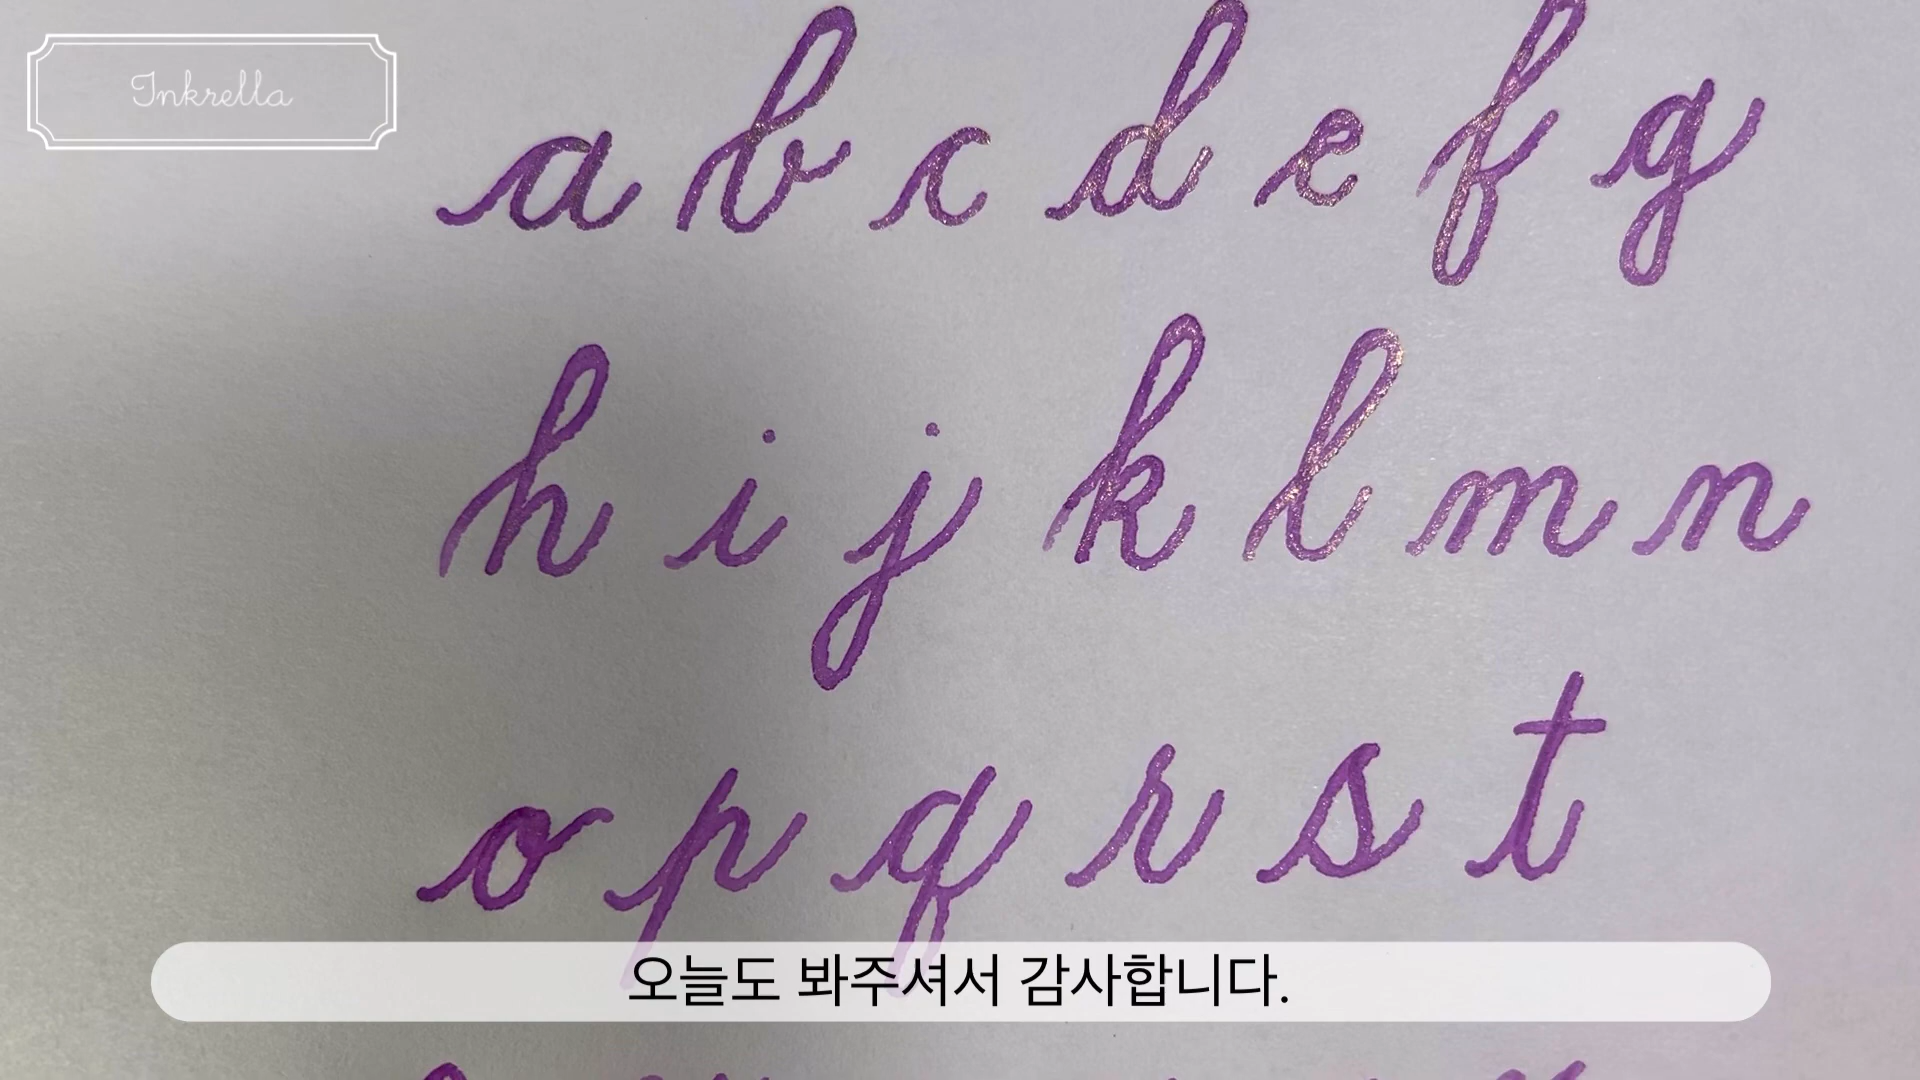 Inkrella
a b c d e f g
h i j k l m n
o p q r s t
오늘도 봐주셔서 감사합니다.